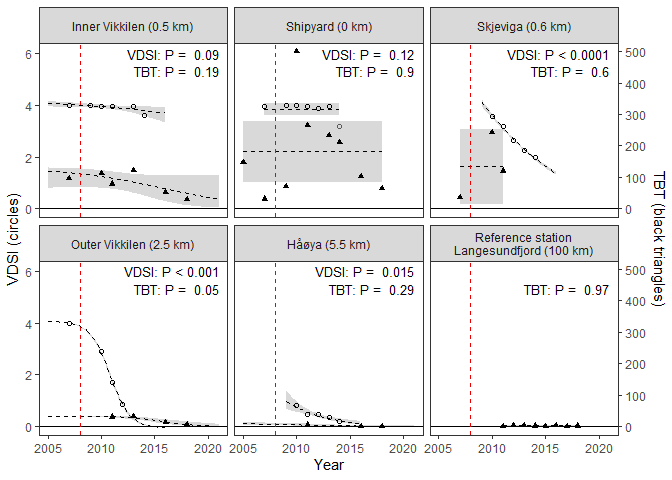 Inner Vikkilen (0.5 km)
Shipyard (0 km)
Skjeviga (0.6 km)
VDSI: P = 0.09
TBT: P = 0.19
VDSI: P = 0.12
TBT: P = 0.9
VDSI: P < 0.0001
TBT: P = 0.6
6
4
2
0
500
400
300
200
100
0
Outer Vikkilen (2.5 km)
Håøya (5.5 km)
Reference station
Langesundfjord (100 km)
VDSI: P < 0.001
TBT: P = 0.05
VDSI: P = 0.015
TBT: P = 0.29
TBT: P = 0.97
6
4
2
0
500
400
300
200
100
0
2005 2010 2015 2020
2005 2010 2015 2020
2005 2010 2015 2020
Year
VDSI (circles)
TBT (black triangles)